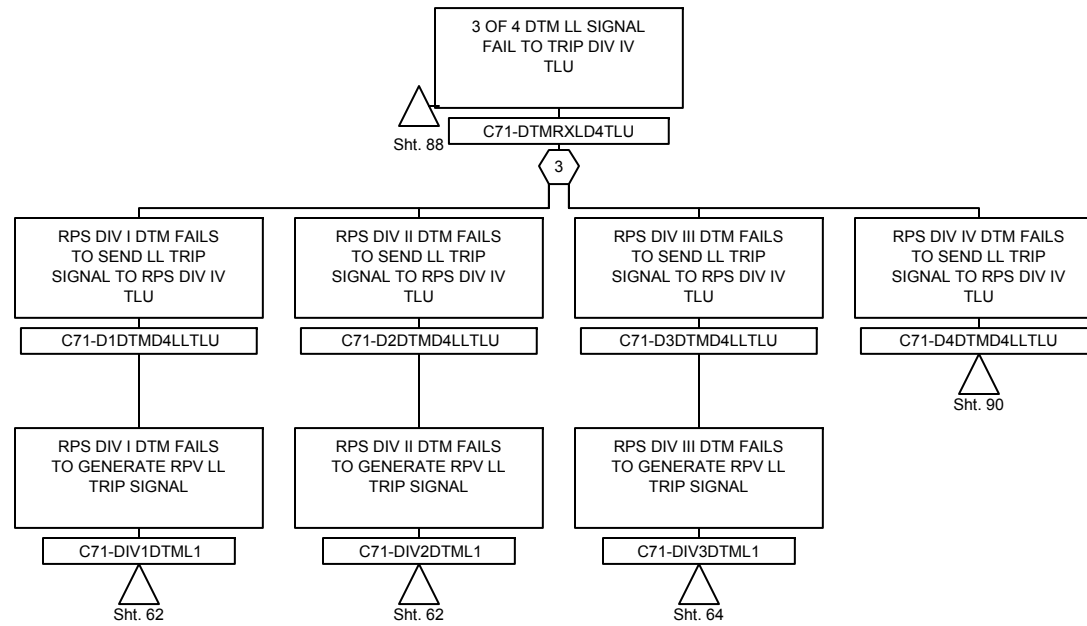 3 OF 4 DTM LL SIGNAL
FAIL TO TRIP DIV IV
TLU
Sht. 88
C71-DTMRXLD4TLU
3
RPS DIV I DTM FAILS
TO SEND LL TRIP
SIGNAL TO RPS DIV IV
TLU
C71-D1DTMD4LLTLU
RPS DIV II DTM FAILS
TO SEND LL TRIP
SIGNAL TO RPS DIV IV
TLU
C71-D2DTMD4LLTLU
RPS DIV III DTM FAILS
TO SEND LL TRIP
SIGNAL TO RPS DIV IV
TLU
C71-D3DTMD4LLTLU
RPS DIV IV DTM FAILS
TO SEND LL TRIP
SIGNAL TO RPS DIV IV
TLU
C71-D4DTMD4LLTLU
Sht. 90
RPS DIV I DTM FAILS
TO GENERATE RPV LL
TRIP SIGNAL
C71-DIV1DTML1
Sht. 62
RPS DIV II DTM FAILS
TO GENERATE RPV LL
TRIP SIGNAL
C71-DIV2DTML1
Sht. 62
RPS DIV III DTM FAILS
TO GENERATE RPV LL
TRIP SIGNAL
C71-DIV3DTML1
Sht. 64